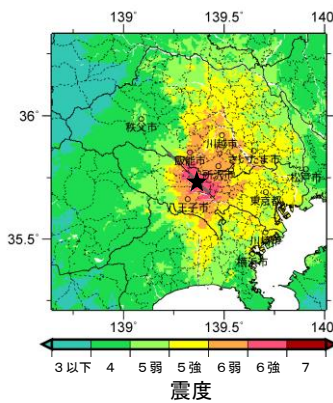 139˚ 139.5˚ 140
36˚
秩父市
川越市
飯能市
さいたま市
所沢市
松戸市
東京都
八王子市
35.5˚
川崎市
横浜市
139˚ 139.5˚ 140
3以下 4 5弱 5強 6弱 6強 7
震度